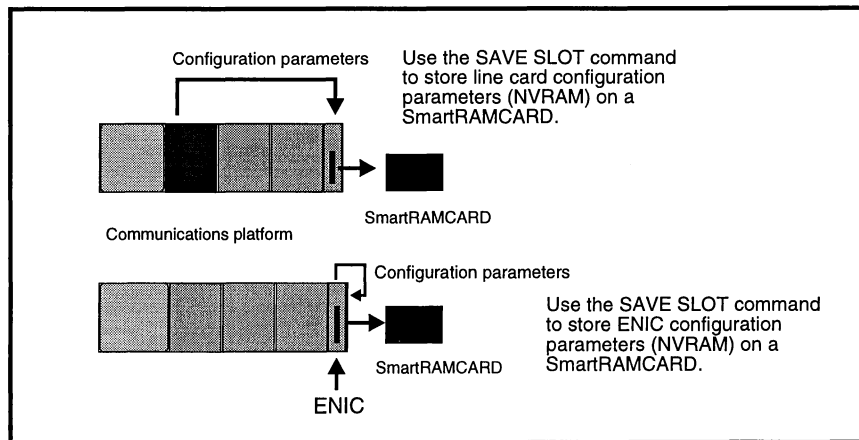 Configuration parameters
Use the SAVE SLOT command
to store line card configuration
parameters (NVRAM) on a
SmartRAMCARD.
SmartRAMCARD
Communications platform
Configuration parameters
Use the SAVE SLOT command
to store ENIC configuration
parameters (NVRAM) on a
SmartRAMCARD.
SmartRAMCARD
ENIC